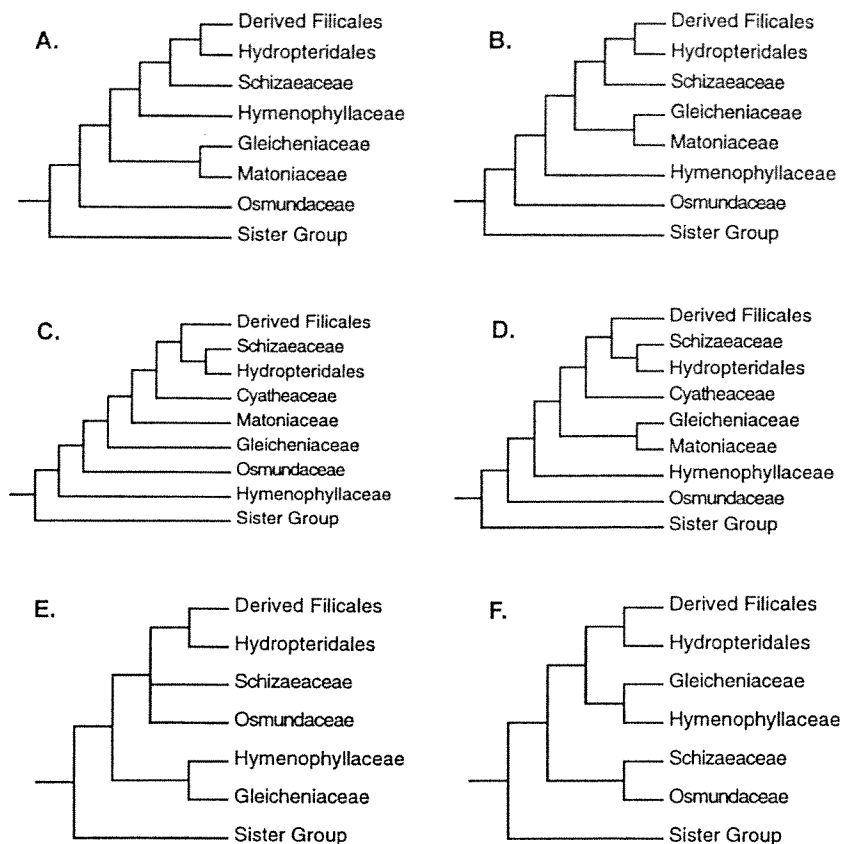 A.
Derived Filicales
Hydropteridales
Schizaeaceae
Hymenophyllaceae
Gleicheniaceae
Matoniaceae
Osmundaceae
Sister Group
B.
Derived Filicales
Hydropteridales
Schizaeaceae
Gleicheniaceae
Matoniaceae
Hymenophyllaceae
Osmundaceae
Sister Group
C.
Derived Filicales
Schizaeaceae
Hydropteridales
Cyatheaceae
Matoniaceae
Gleicheniaceae
Osmundaceae
Hymenophyllaceae
Sister Group
D.
Derived Filicales
Schizaeaceae
Hydropteridales
Cyatheaceae
Gleicheniaceae
Matoniaceae
Hymenophyllaceae
Osmundaceae
Sister Group
E.
Derived Filicales
Hydropteridales
Schizaeaceae
Osmundaceae
Hymenophyllaceae
Gleicheniaceae
Sister Group
F.
Derived Filicales
Hydropteridales
Gleicheniaceae
Hymenophyllaceae
Schizaeaceae
Osmundaceae
Sister Group